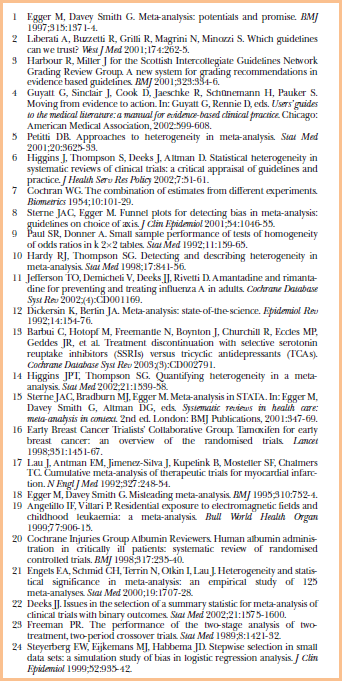 1 Egger M, Davey Smith G. Meta-analysis: potentials and promise. BMJ
1997;315:1371-4.
2 Liberati A, Buzzetti R, Grilli R, Magrini N, Minozzi S. Which guidelines
can we trust? West J Med 2001;174:262-5.
3 Harbour R, Miller J for the Scottish Intercollegiate Guidelines Network
Grading Review Group. A new system for grading recommendations in
evidence based guidelines. BMJ 2001;323:334-6.
4 Guyatt G, Sinclair J, Cook D, Jaeschke R, Schünemann H, Pauker S.
Moving from evidence to action. In: Guyatt G, Rennie D, eds. Users' guides
to the medical literature: a manual for evidence-based clinical practice. Chicago:
American Medical Association, 2002:599-608.
5 Petitti DB. Approaches to heterogeneity in meta-analysis. Stat Med
2001;20:3625-33.
6 Higgins J, Thompson S, Deeks J, Altman D. Statistical heterogeneity in
systematic reviews of clinical trials: a critical appraisal of guidelines and
practice. J Health Serv Res Policy 2002;7:51-61.
7 Cochran WG. The combination of estimates from different experiments.
Biometrics 1954;10:101-29.
8 Sterne JAC, Egger M. Funnel plots for detecting bias in meta-analysis:
guidelines on choice of axis. J Clin Epidemiol 2001;54:1046-55.
9 Paul SR, Donner A. Small sample performance of tests of homogeneity
of odds ratios in k 2×2 tables. Stat Med 1992;11:159-65.
10 Hardy RJ, Thompson SG. Detecting and describing heterogeneity in
meta-analysis. Stat Med 1998;17:841-56.
11 Jefferson TO, Demicheli V, Deeks JJ, Rivetti D. Amantadine and rimanta-
dine for preventing and treating influenza A in adults. Cochrane Database
Syst Rev 2002;(4):CD001169.
12 Dickersin K, Berlin JA. Meta-analysis: state-of-the-science. Epidemiol Rev
1992;14:154-76.
13 Barbui C, Hotopf M, Freemantle N, Boynton J, Churchill R, Eccles MP,
Geddes JR, et al. Treatment discontinuation with selective serotonin
reuptake inhibitors (SSRIs) versus tricyclic antidepressants (TCAs).
Cochrane Database Syst Rev 2003;(3):CD002791.
14 Higgins JPT, Thompson SG. Quantifying heterogeneity in a meta-
analysis. Stat Med 2002;21:1539-58.
15 Sterne JAC, Bradburn MJ, Egger M. Meta-analysis in STATA. In: Egger M,
Davey Smith G, Altman DG, eds. Systematic reviews in health care:
meta-analysis in context. 2nd ed. London: BMJ Publications, 2001:347-69.
16 Early Breast Cancer Trialists' Collaborative Group. Tamoxifen for early
breast cancer: an overview of the randomised trials. Lancet
1998;351:1451-67.
17 Lau J, Antman EM, Jimenez-Silva J, Kupelink B, Mosteller SF, Chalmers
TC. Cumulative meta-analysis of therapeutic trials for myocardial infarc-
tion. N Engl J Med 1992;327:248-54.
18 Egger M, Davey Smith G. Misleading meta-analysis. BMJ 1995;310:752-4.
19 Angelillo IF, Villari P. Residential exposure to electromagnetic fields and
childhood leukaemia: a meta-analysis. Bull World Health Organ
1999;77:906-15.
20 Cochrane Injuries Group Albumin Reviewers. Human albumin adminis-
tration in critically ill patients: systematic review of randomised
controlled trials. BMJ 1998;317:235-40.
21 Engels EA, Schmid CH, Terrin N, Olkin I, Lau J. Heterogeneity and statis-
tical significance in meta-analysis: an empirical study of 125
meta-analyses. Stat Med 2000;19:1707-28.
22 Deeks JJ. Issues in the selection of a summary statistic for meta-analysis of
clinical trials with binary outcomes. Stat Med 2002;21:1575-1600.
23 Freeman PR. The performance of the two-stage analysis of two-
treatment, two-period crossover trials. Stat Med 1989;8:1421-32.
24 Steyerberg EW, Eijkemans MJ, Habbema JD. Stepwise selection in small
data sets: a simulation study of bias in logistic regression analysis. J Clin
Epidemiol 1999;52:935-42.